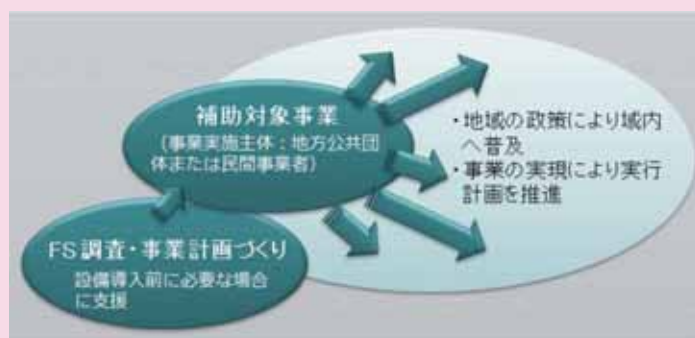 補助対象事業
（事業実施主体：地方公共団
体または民間事業者）
・地域の政策により域内
へ普及
・事業の実現により実行
計画を推進
FS調査・事業計画づくり
設備導入前に必要な場合
に支援